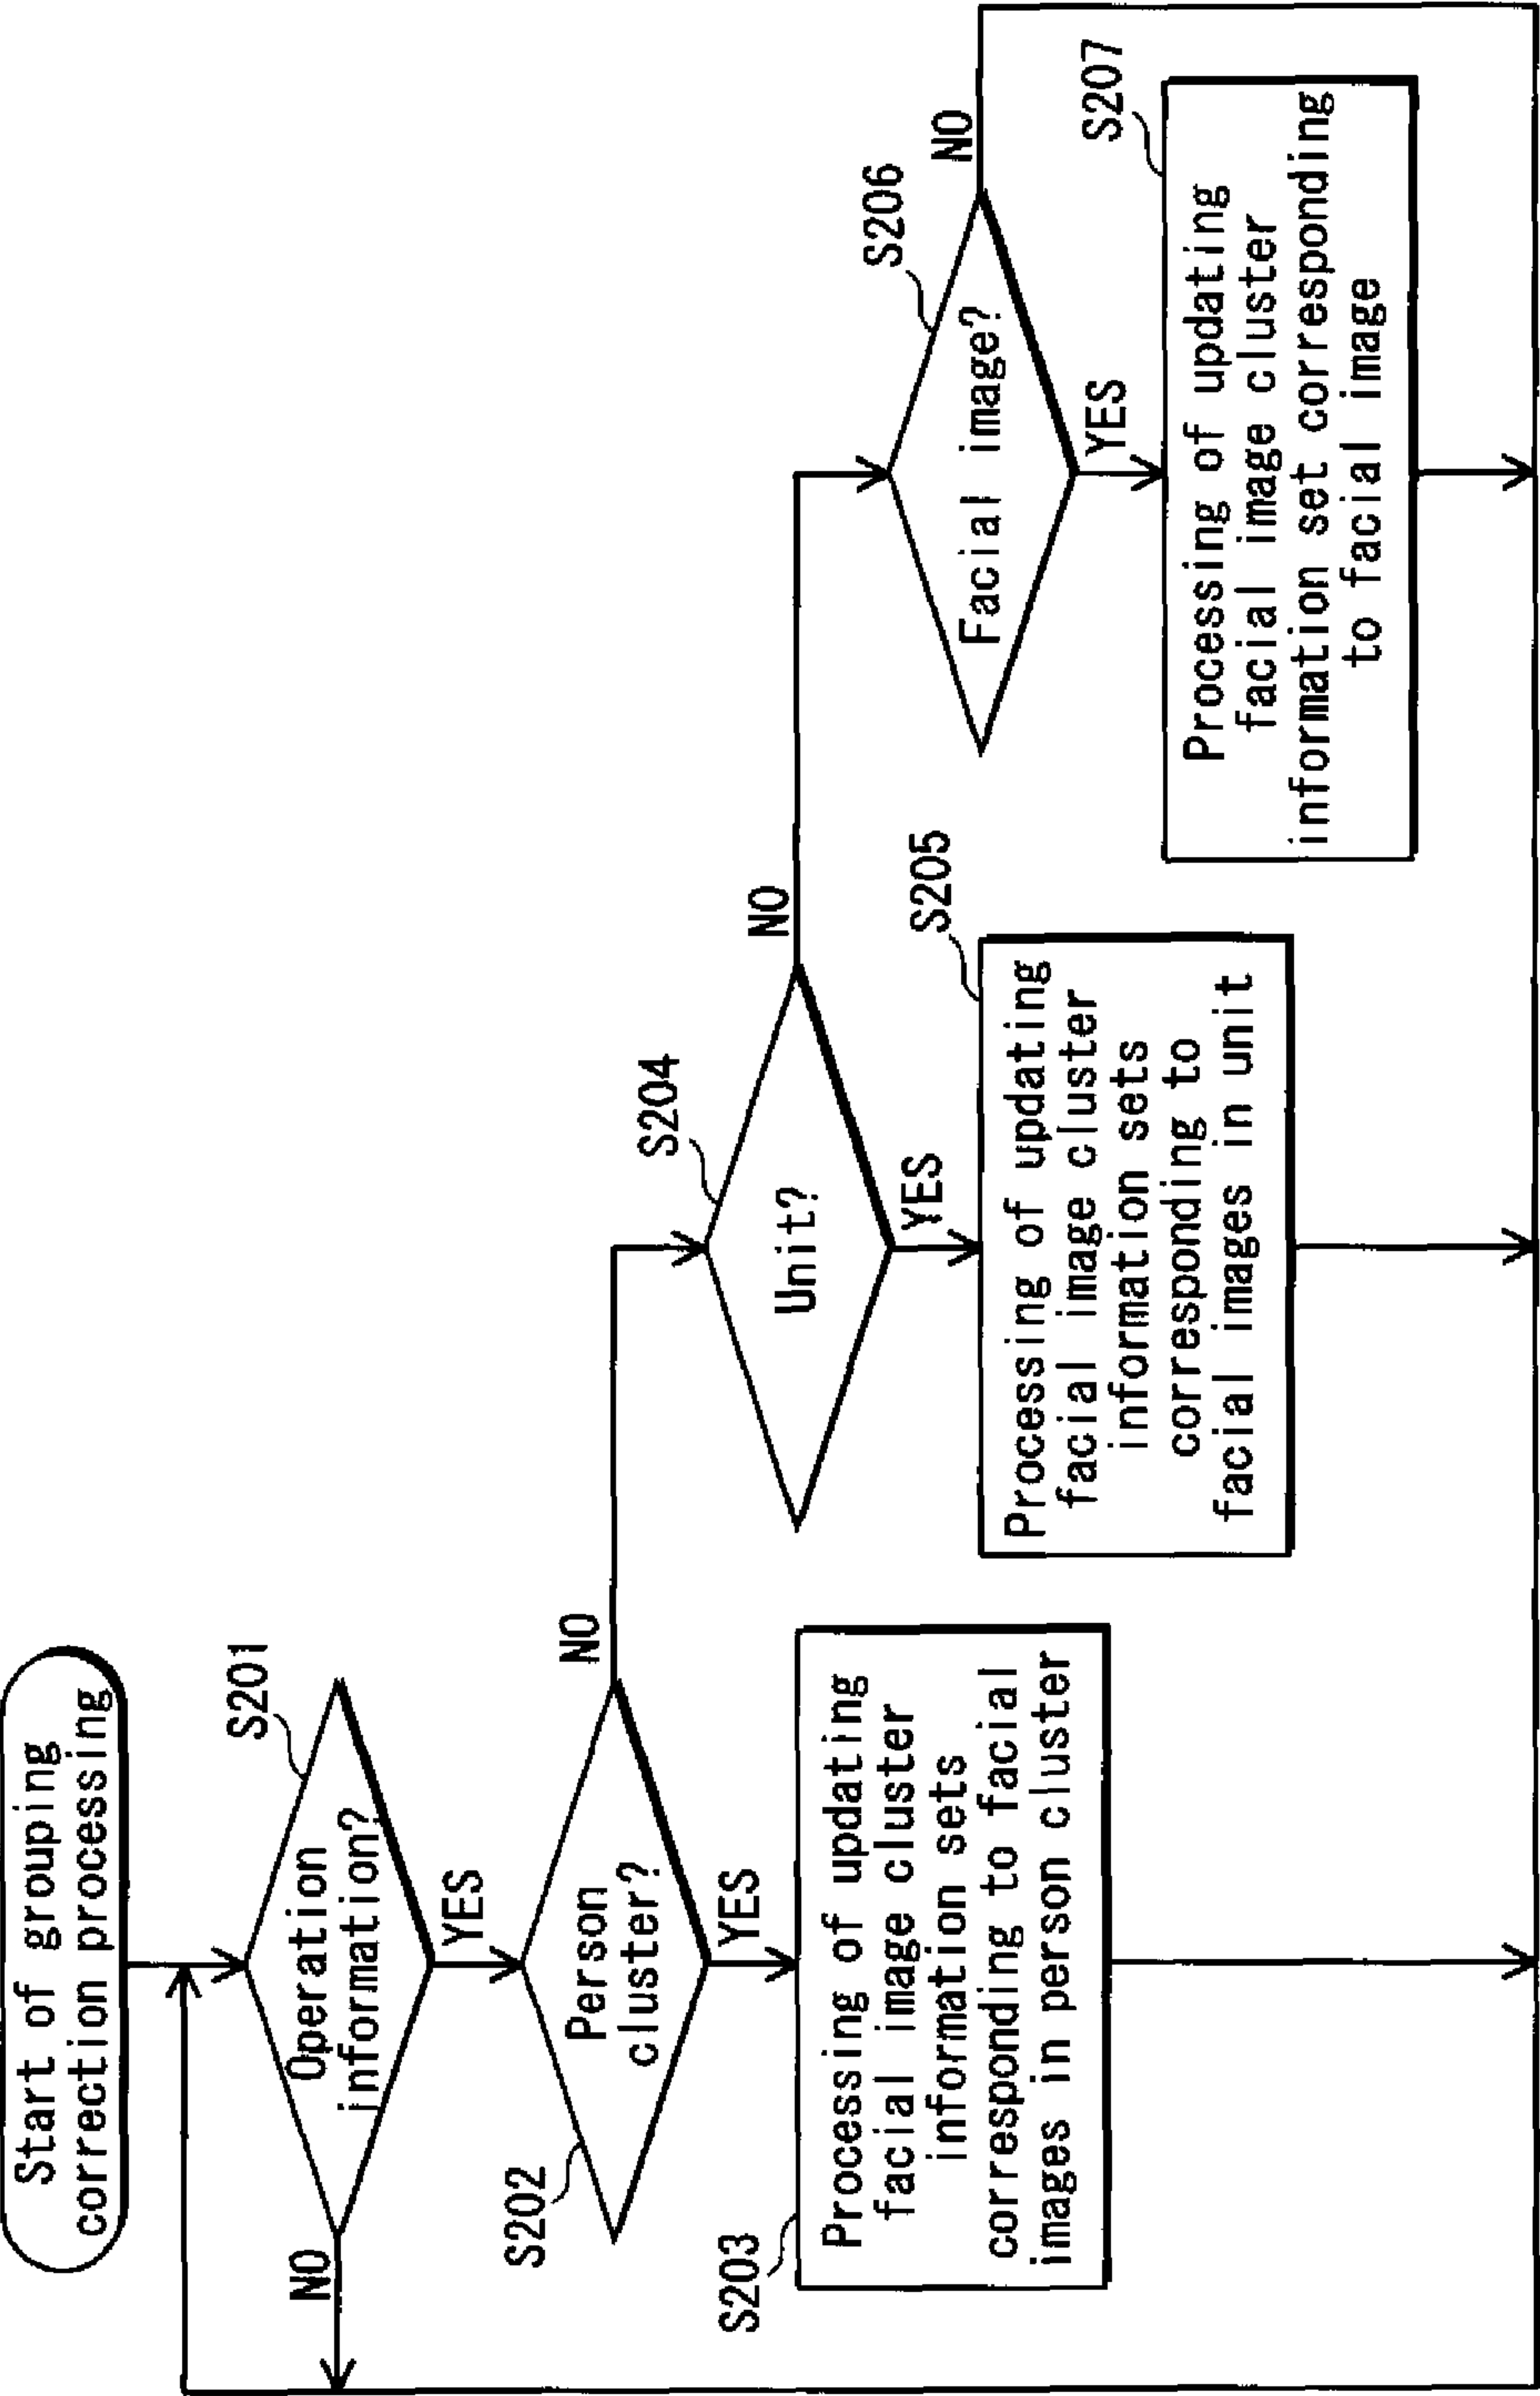 Start of grouping
correction processing
S201
Operation
information?
NO
YES
S202
Person
cluster?
NO
YES
S203
Processing of updating
facial image cluster
information sets
corresponding to facial
images in person cluster
S204
Unit?
NO
YES
S205
Processing of updating
facial image cluster
information sets
corresponding to
facial images in unit
S206
Facial image?
NO
YES
S207
Processing of updating
facial image cluster
information set corresponding
to facial image